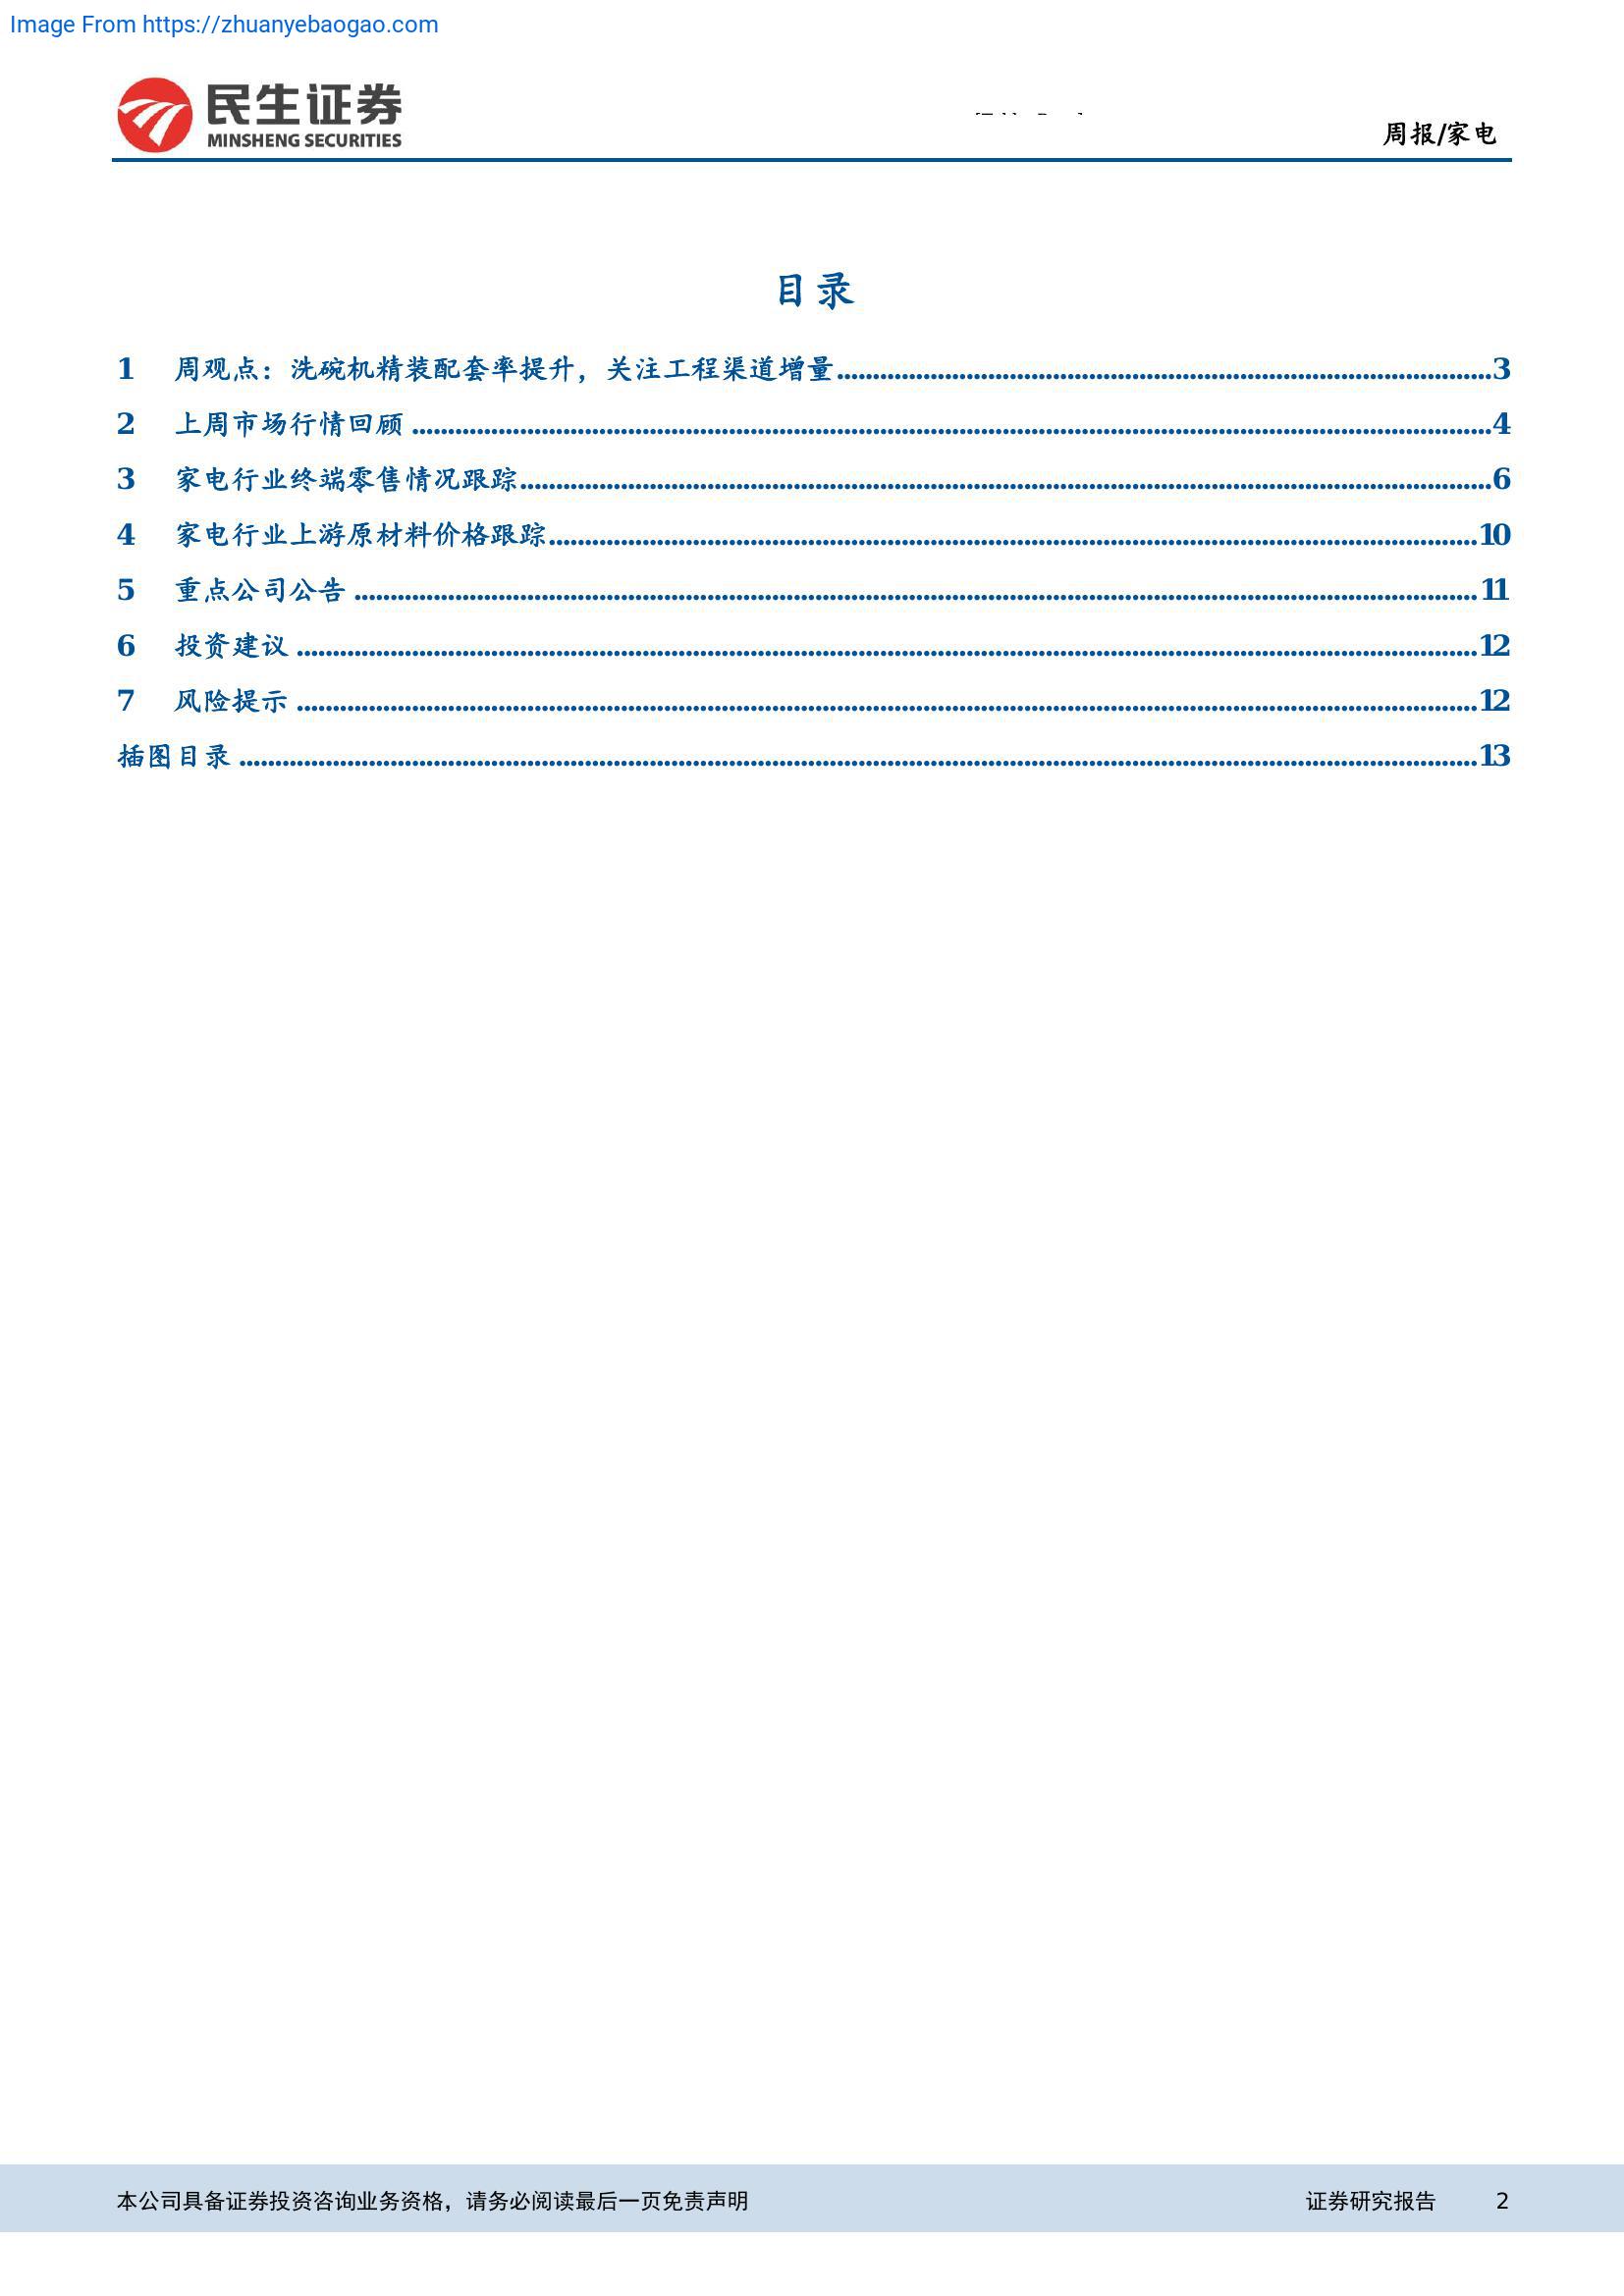 Image From https://zhuanyebaogao.com
民生证券
MINSHENG SECURITIES
周报/家电
目录
1 周观点：洗碗机精装配套率提升，关注工程渠道增量 3
2 上周市场行情回顾 4
3 家电行业终端零售情况跟踪 6
4 家电行业上游原材料价格跟踪 10
5 重点公司公告 11
6 投资建议 12
7 风险提示 12
插图目录 13
本公司具备证券投资咨询业务资格，请务必阅读最后一页免责声明 证券研究报告 2